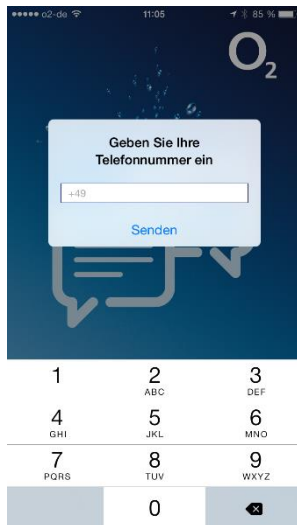 o2-de 11:05 85 %
O2
Geben Sie Ihre
Telefonnummer ein
+49
Senden
1 2 3
ABC DEF
4 5 6
GHI JKL MNO
7 8 9
PQRS TUV WXYZ
0